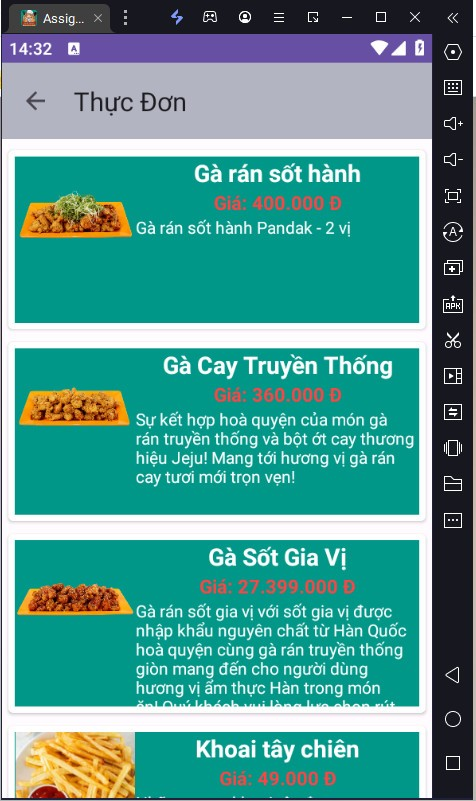 Assig...
14:32
A
Thực Đơn
Gà rán sốt hành
Giá: 400.000 Đ
Gà rán sốt hành Pandak - 2 vị
Gà Cay Truyền Thống
Giá: 360.000 Đ
Sự kết hợp hoà quyện của món gà
rán truyền thống và bột ớt cay thương
hiệu Jeju! Mang tới hương vị gà rán
cay tươi mới trọn vẹn!
Gà Sốt Gia Vị
Giá: 27.399.000 Đ
Gà rán sốt gia vị với sốt gia vị được
nhập khẩu nguyên chất từ Hàn Quốc
hoà quyện cùng gà rán truyền thống
giòn mang đến cho người dùng
hương vị ẩm thực Hàn trong món
ăn! Quý khách vui lòng lựa chọn rút
Khoai tây chiên
Giá: 49.000 Đ
A
APK